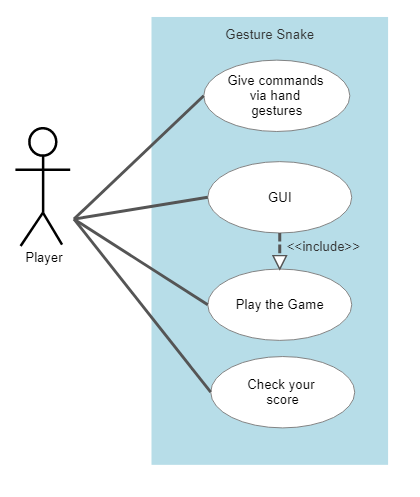 Gesture Snake
Give commands
via hand
gestures
GUI
<<include>>
Player
Play the Game
Check your
score